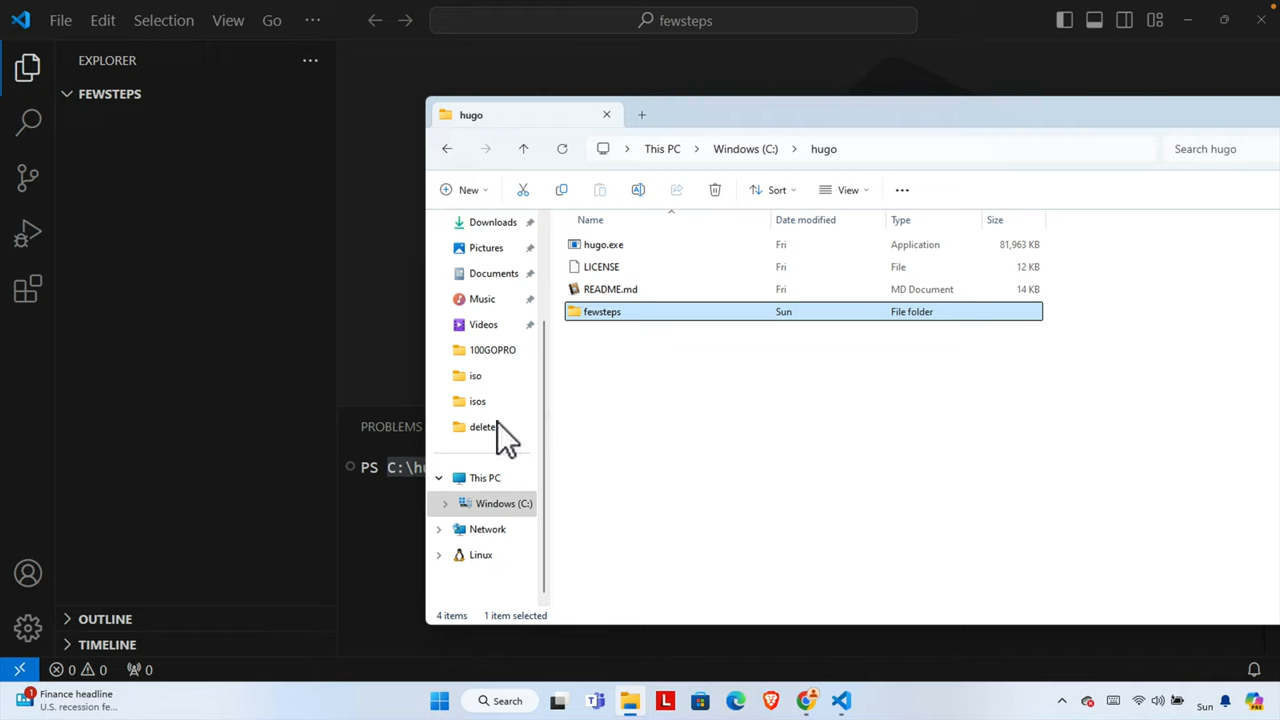 File Edit Selection View Go ··· fewsteps
EXPLORER ···
FEWSTEPS
hugo
This PC Windows (C:) hugo Search hugo
New Sort View ···
Name Date modified Type Size
Downloads
Pictures
Documents
Music
Videos
100GOPRO
iso
isos
delete
This PC
Windows (C:)
Network
Linux
hugo.exe Fri Application 81,963 KB
LICENSE Fri File 12 KB
README.md Fri MD Document 14 KB
fewsteps Sun File folder
4 items 1 item selected
PROBLEMS
PS C:\hu
OUTLINE
TIMELINE
0 0 0
1
Finance headline
U.S. recession fe...
Search
L
Sun
PRE